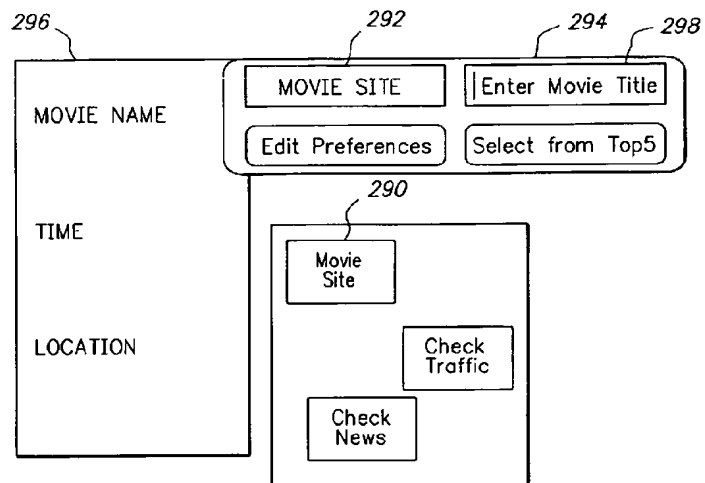 296
292
294
298
MOVIE SITE
Enter Movie Title
MOVIE NAME
Edit Preferences
Select from Top5
290
TIME
Movie
Site
LOCATION
Check
Traffic
Check
News